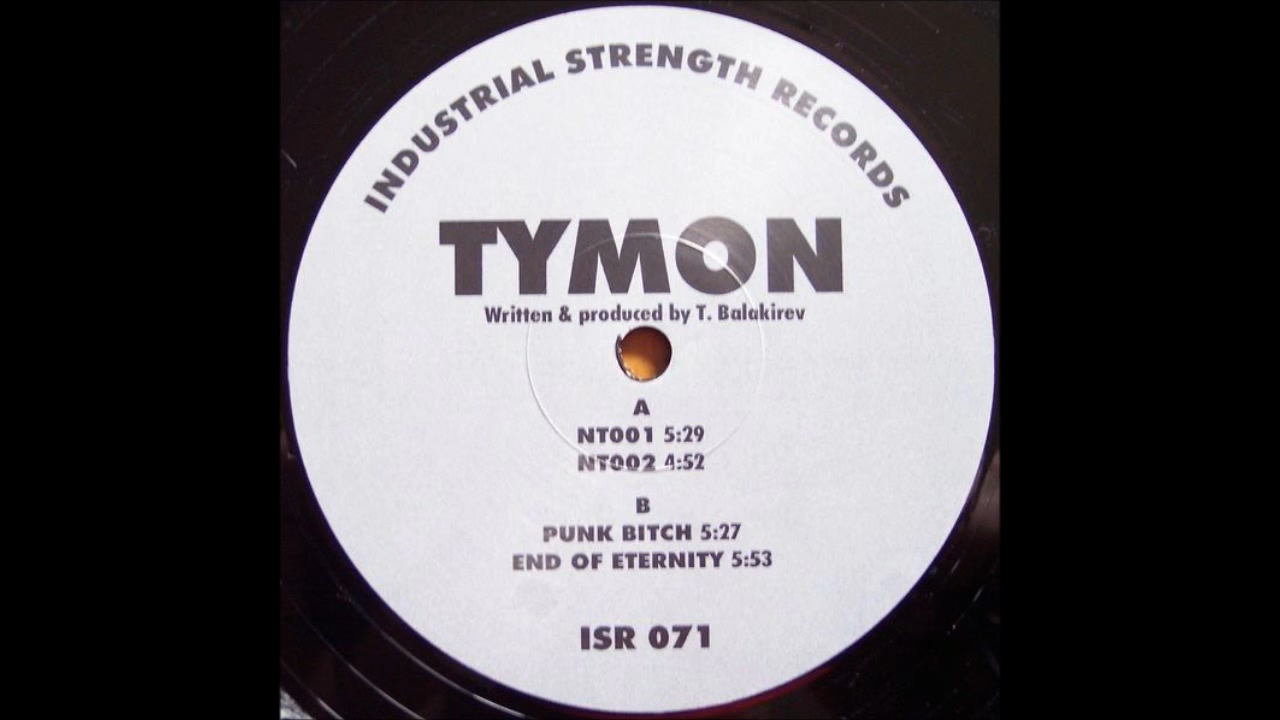 INDUSTRIAL STRENGTH RECORDS
TYMON
Written & produced by T. Balakirev
A
NT001 5:29
NT002 4:52
B
PUNK BITCH 5:27
END OF ETERNITY 5:53
ISR 071